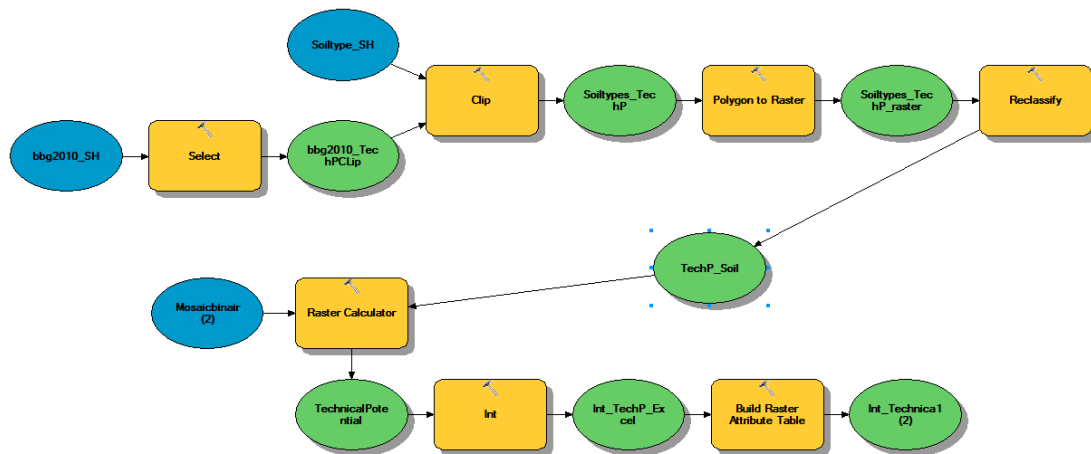 Soiltype_SH
Clip
Soiltypes_Tec
hP
Polygon to Raster
Soiltypes_Tec
hP_raster
Reclassify
bbg2010_SH
Select
bbg2010_Tec
hPCLip
TechP_Soil
Mosaicbinair
(2)
Raster Calculator
TechnicalPote
ntial
Int
Int_TechP_Ex
cel
Build Raster
Attribute Table
Int_Technica1
(2)